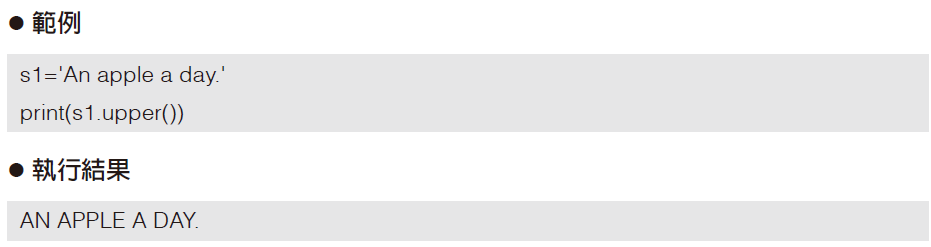 ● 範例
s1='An apple a day.'
print(s1.upper())
● 執行結果
AN APPLE A DAY.